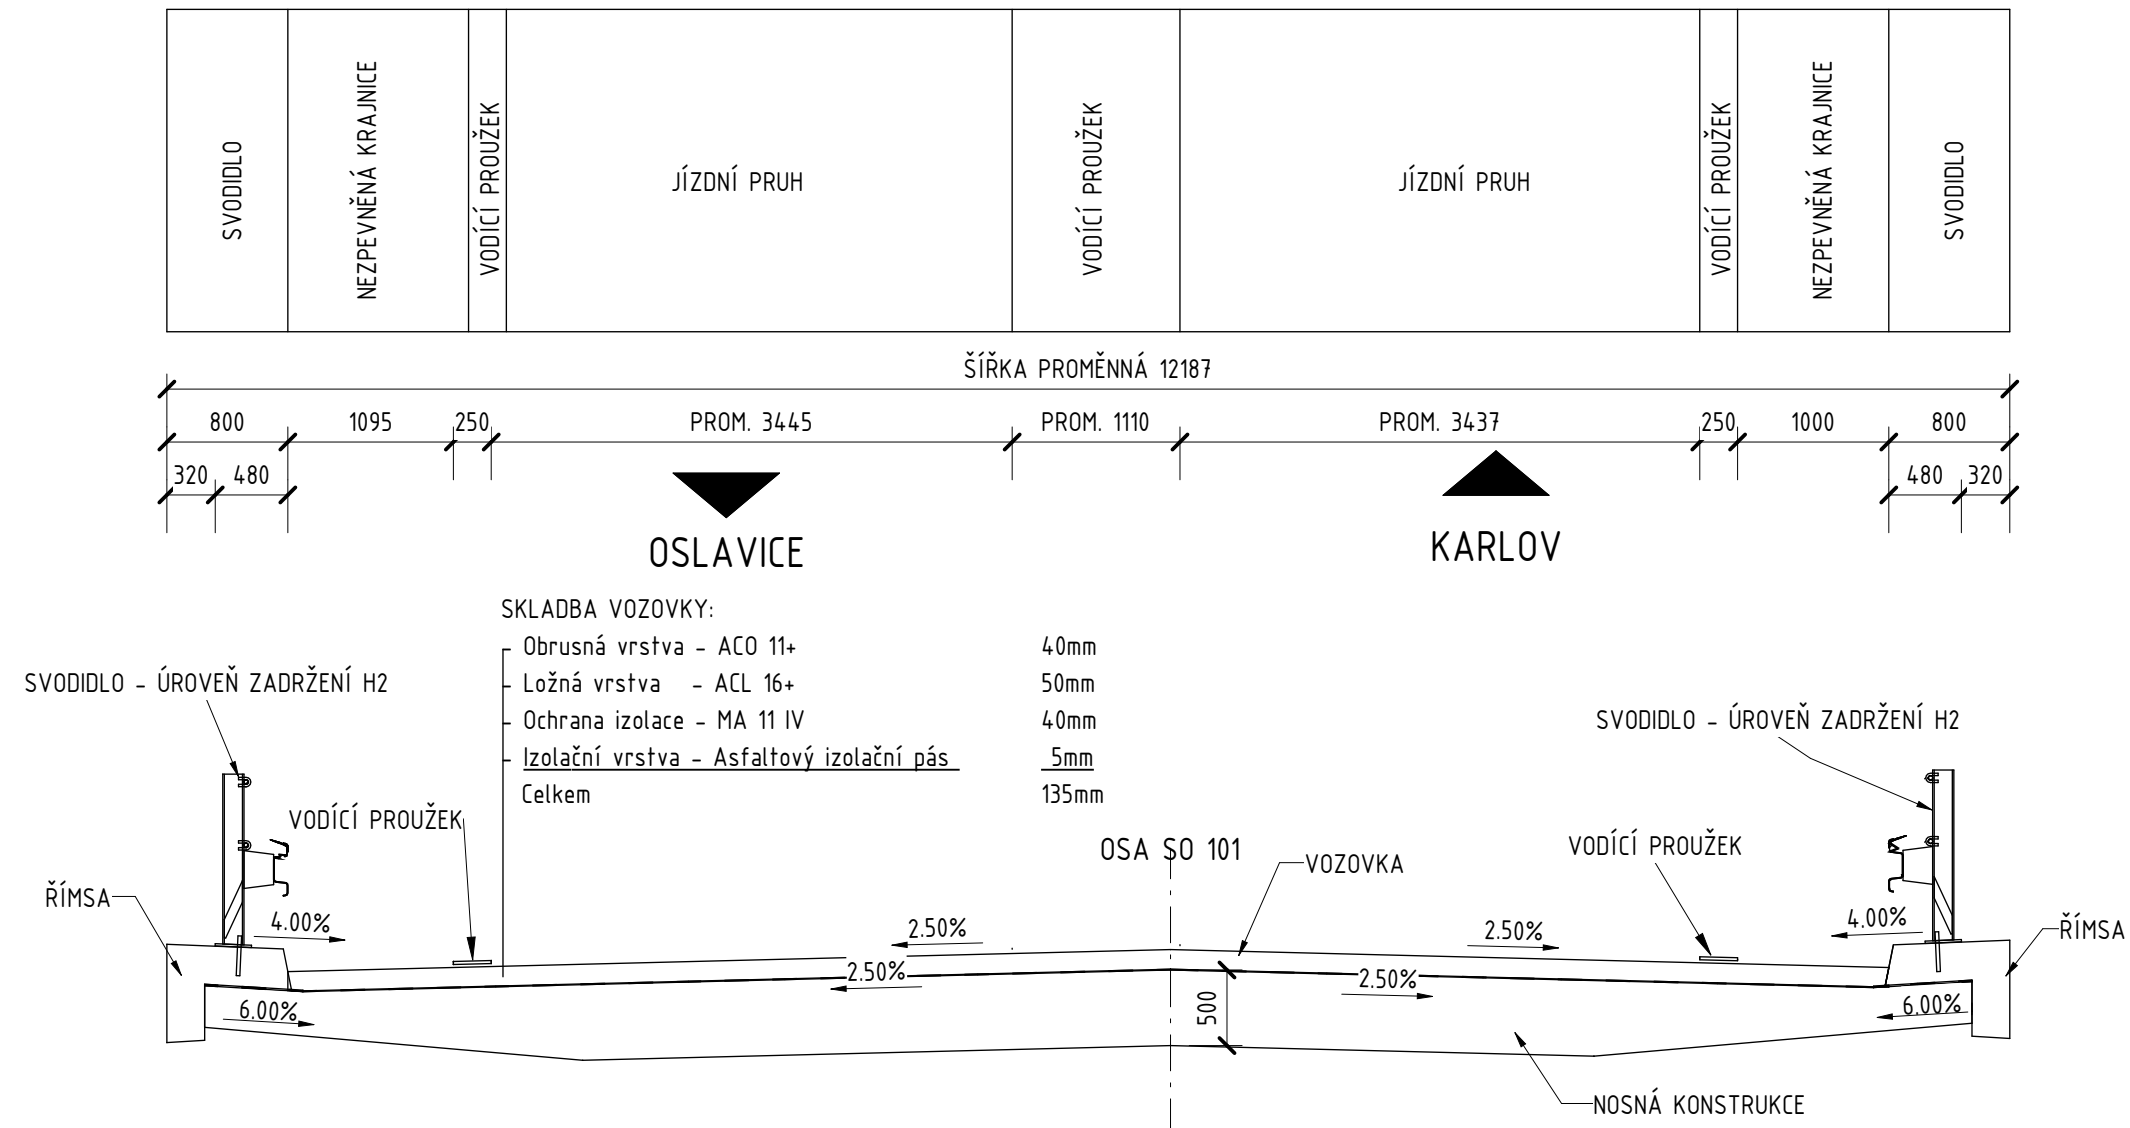 SVODIDLO
NEZPEVNĚNÁ KRAJNICE
VODÍCÍ PROUŽEK
JÍZDNÍ PRUH
VODÍCÍ PROUŽEK
JÍZDNÍ PRUH
VODÍCÍ PROUŽEK
NEZPEVNĚNÁ KRAJNICE
SVODIDLO
ŠÍŘKA PROMĚNNÁ 12187
800 1095 250 PROM. 3445 PROM. 1110 PROM. 3437 250 1000 800
320 480 480 320
OSLAVICE
KARLOV
SKLADBA VOZOVKY:
- Obrusná vrstva - ACO 11+ 40mm
- Ložná vrstva - ACL 16+ 50mm
- Ochrana izolace - MA 11 IV 40mm
- Izolační vrstva - Asfaltový izolační pás 5mm
Celkem 135mm
SVODIDLO - ÚROVEŇ ZADRŽENÍ H2
SVODIDLO - ÚROVEŇ ZADRŽENÍ H2
VODÍCÍ PROUŽEK
OSA SO 101
VOZOVKA
VODÍCÍ PROUŽEK
ŘÍMSA
4.00%
2.50%
2.50%
4.00%
ŘÍMSA
2.50%
2.50%
6.00%
500
6.00%
NOSNÁ KONSTRUKCE